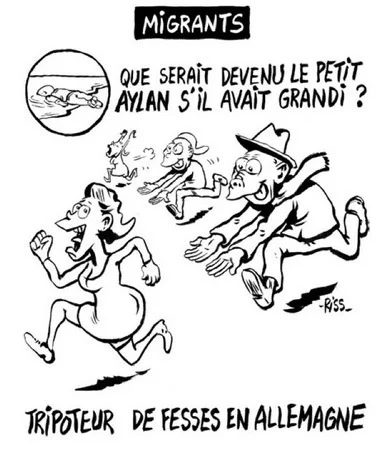 MIGRANTS
QUE SERAIT DEVENU LE PETIT
AYLAN S'IL AVAIT GRANDI ?
RISS
TRIPOTEUR DE FESSES EN ALLEMAGNE